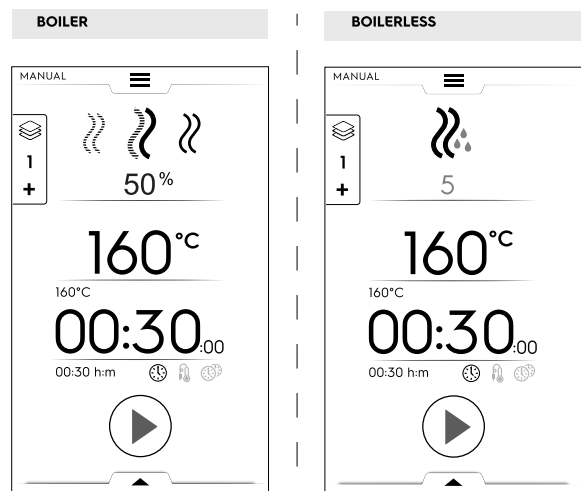 BOILER
MANUAL
1
+
50%
160°C
160°C
00:30:00
00:30 h:m
BOILERLESS
MANUAL
1
+
5
160°C
160°C
00:30:00
00:30 h:m